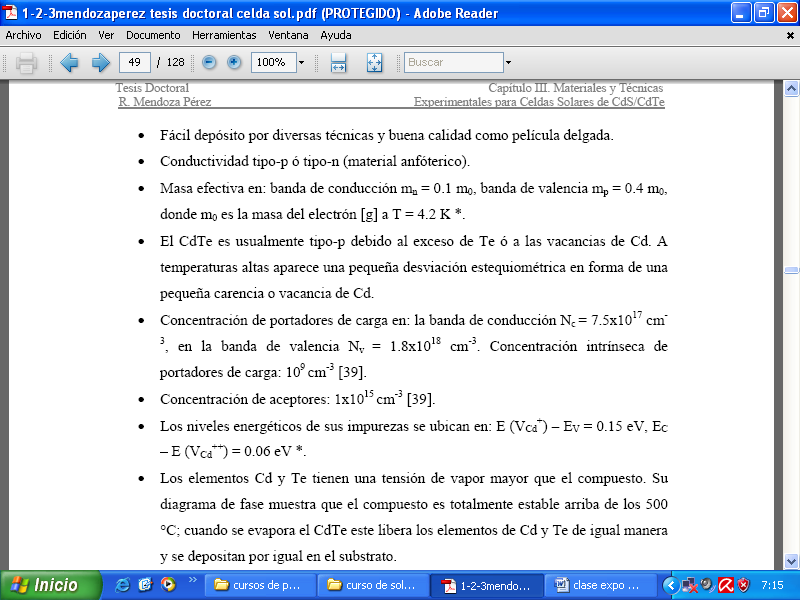 1-2-3mendozaperez tesis doctoral celda sol.pdf (PROTEGIDO) - Adobe Reader
Archivo Edición Ver Documento Herramientas Ventana Ayuda
49 / 128 100% Buscar
Tesis Doctoral Capítulo III. Materiales y Técnicas
R. Mendoza Pérez Experimentales para Celdas Solares de CdS/CdTe
• Fácil depósito por diversas técnicas y buena calidad como película delgada.
• Conductividad tipo-p ó tipo-n (material anfóterico).
• Masa efectiva en: banda de conducción mn = 0.1 m0, banda de valencia mp = 0.4 m0,
donde m0 es la masa del electrón [g] a T = 4.2 K *.
• El CdTe es usualmente tipo-p debido al exceso de Te ó a las vacancias de Cd. A
temperaturas altas aparece una pequeña desviación estequiométrica en forma de una
pequeña carencia o vacancia de Cd.
• Concentración de portadores de carga en: la banda de conducción Nc = 7.5x10^17 cm^-
^3, en la banda de valencia Nv = 1.8x10^18 cm^-3. Concentración intrínseca de
portadores de carga: 10^9 cm^-3 [39].
• Concentración de aceptores: 1x10^15 cm^-3 [39].
• Los niveles energéticos de sus impurezas se ubican en: E (VCd^+) – EV = 0.15 eV, EC
– E (VCd^++) = 0.06 eV *.
• Los elementos Cd y Te tienen una tensión de vapor mayor que el compuesto. Su
diagrama de fase muestra que el compuesto es totalmente estable arriba de los 500
°C; cuando se evapora el CdTe este libera los elementos de Cd y Te de igual manera
y se depositan por igual en el substrato.
Inicio » cursos de p... curso de sol... 1-2-3mendo... clase expo ... 7:15